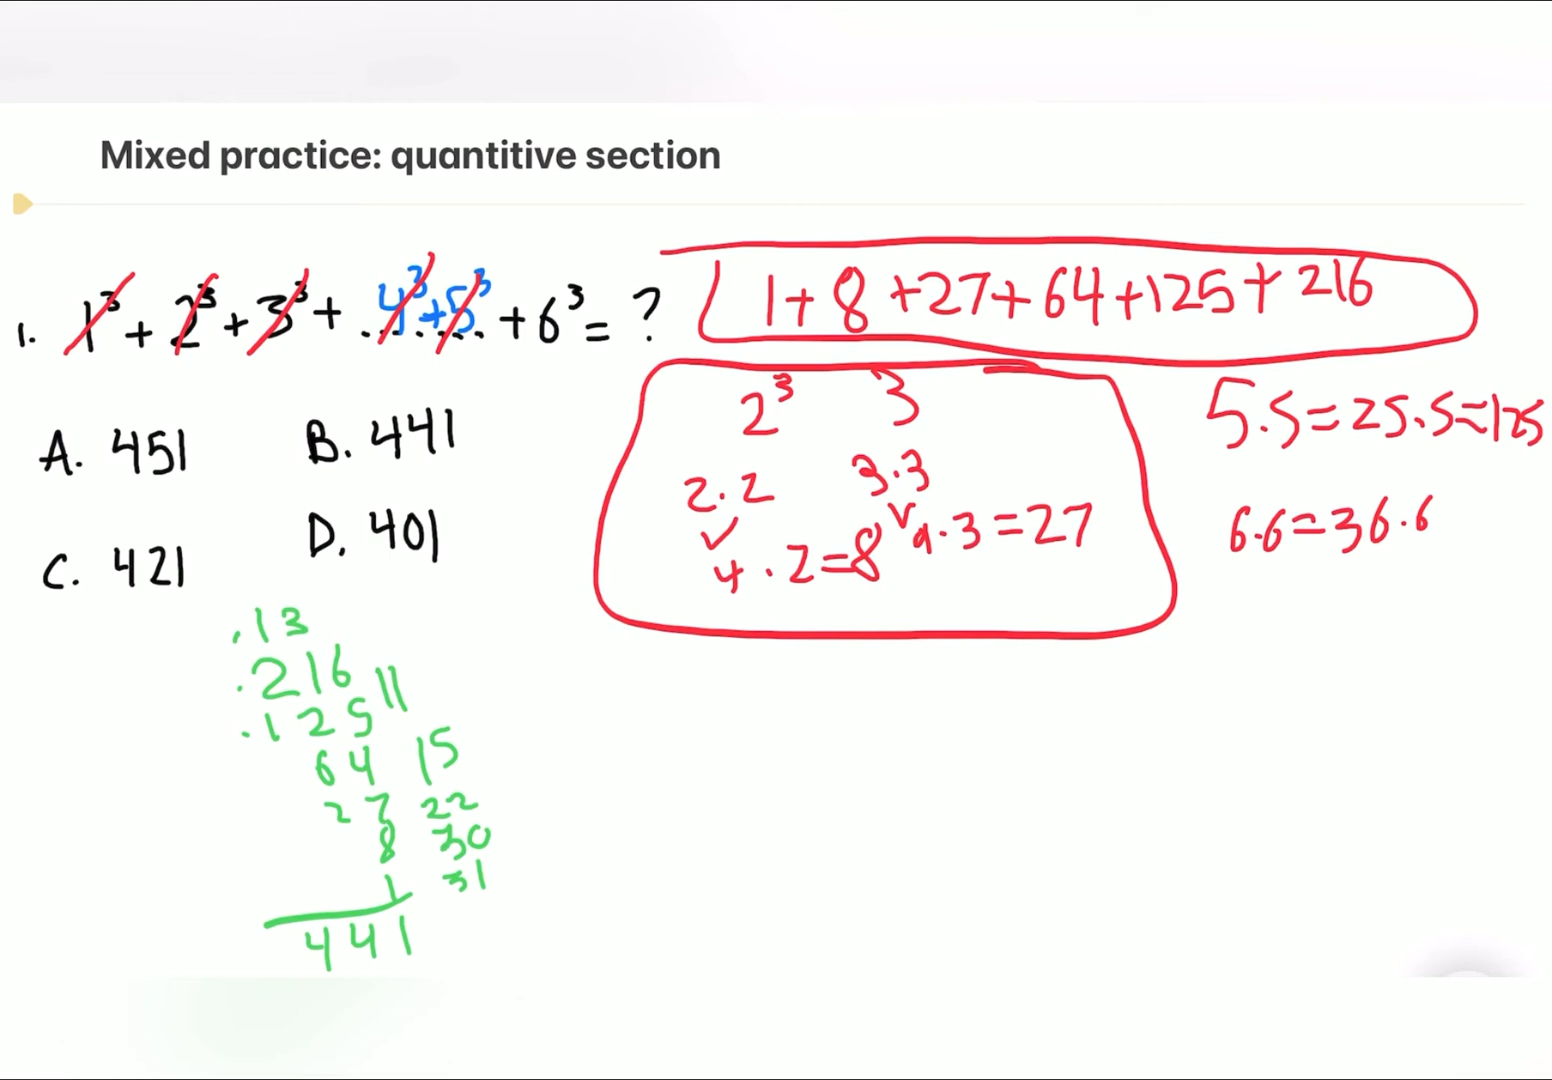 Mixed practice: quantitive section
1. 1³ + 2³ + 3³ + ........ 4³+5³ + 6³ = ?
1 + 8 + 27 + 64 + 125 + 216
A. 451
B. 441
C. 421
D. 401
2³ 3
2.2 3.3
4 . 2 = 8 9.3 = 27
5.5=25.5=125
6.6=36.6
.13
.216 11
.125
64 15
27 22
8 30
1 31
441